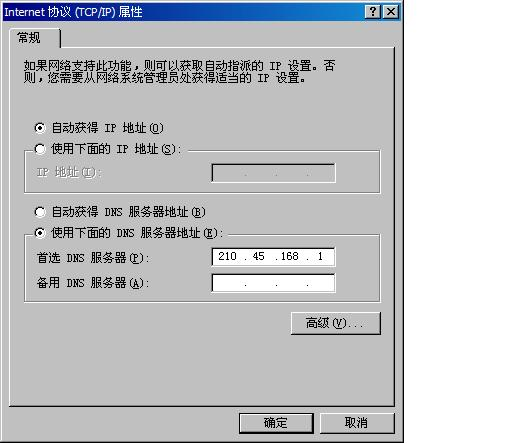 Internet 协议 (TCP/IP) 属性
常规
如果网络支持此功能，则可以获取自动指派的 IP 设置。否
则，您需要从网络系统管理员处获得适当的 IP 设置。
自动获得 IP 地址(O)
使用下面的 IP 地址(S):
IP 地址(I):
自动获得 DNS 服务器地址(B)
使用下面的 DNS 服务器地址(E):
首选 DNS 服务器(P): 210 . 45 .168 . 1
备用 DNS 服务器(A): . . .
高级(V)...
确定 取消